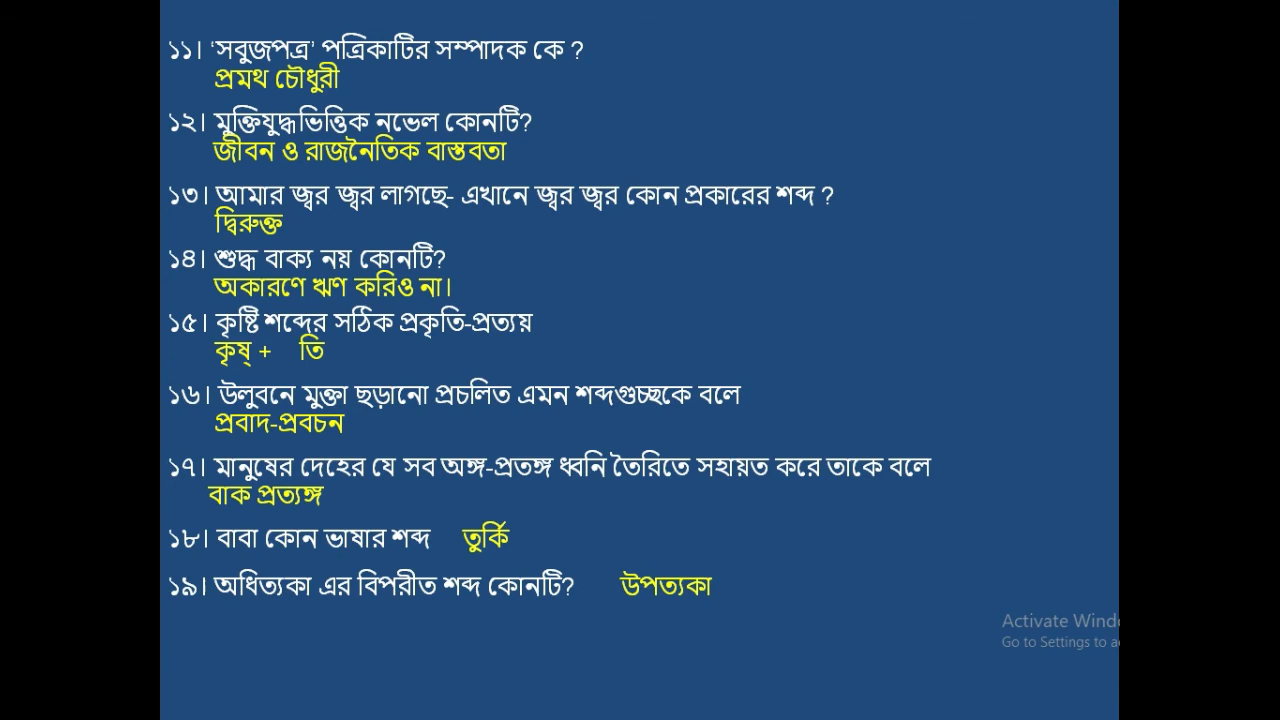 ১১। ‘সবুজপত্র’ পত্রিকাটির সম্পাদক কে ?
প্রমথ চৌধুরী
১২। মুক্তিযুদ্ধভিত্তিক নভেল কোনটি?
জীবন ও রাজনৈতিক বাস্তবতা
১৩। আমার জ্বর জ্বর লাগছে- এখানে জ্বর জ্বর কোন প্রকারের শব্দ ?
দ্বিরুক্ত
১৪। শুদ্ধ বাক্য নয় কোনটি?
অকারণে ঋণ করিও না।
১৫। কৃষ্টি শব্দের সঠিক প্রকৃতি-প্রত্যয়
কৃষ্ + তি
১৬। উলুবনে মুক্তা ছড়ানো প্রচলিত এমন শব্দগুচ্ছকে বলে
প্রবাদ-প্রবচন
১৭। মানুষের দেহের যে সব অঙ্গ-প্রতঙ্গ ধ্বনি তৈরিতে সহায়ত করে তাকে বলে
বাক প্রত্যঙ্গ
১৮। বাবা কোন ভাষার শব্দ তুর্কি
১৯। অধিত্যকা এর বিপরীত শব্দ কোনটি? উপত্যকা
Activate Wind
Go to Settings to a